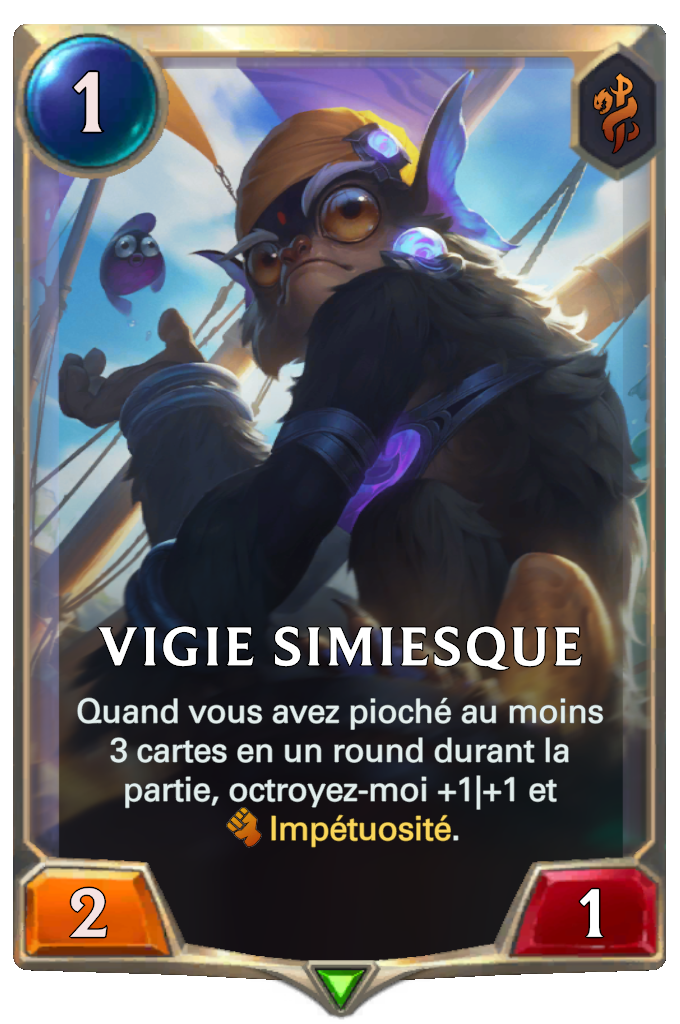 1
VIGIE SIMIESQUE
Quand vous avez pioché au moins
3 cartes en un round durant la
partie, octroyez-moi +1|+1 et
Impétuosité.
2
1